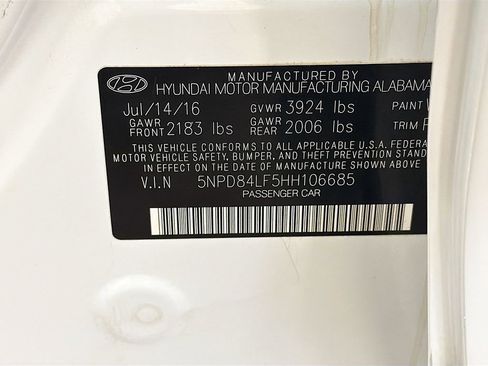 MANUFACTURED BY
HYUNDAI MOTOR MANUFACTURING ALABAMA
Jul/14/16 GVWR 3924 lbs PAINT
GAWR FRONT 2183 lbs GAWR REAR 2006 lbs TRIM
THIS VEHICLE CONFORMS TO ALL APPLICABLE U.S.A. FEDERAL
MOTOR VEHICLE SAFETY, BUMPER, AND THEFT
IN EFFECT ON THE DATE OF MANUFACTURE SHOWN ABOVE
V.I.N 5NPD84LF5HH106685
PASSENGER CAR